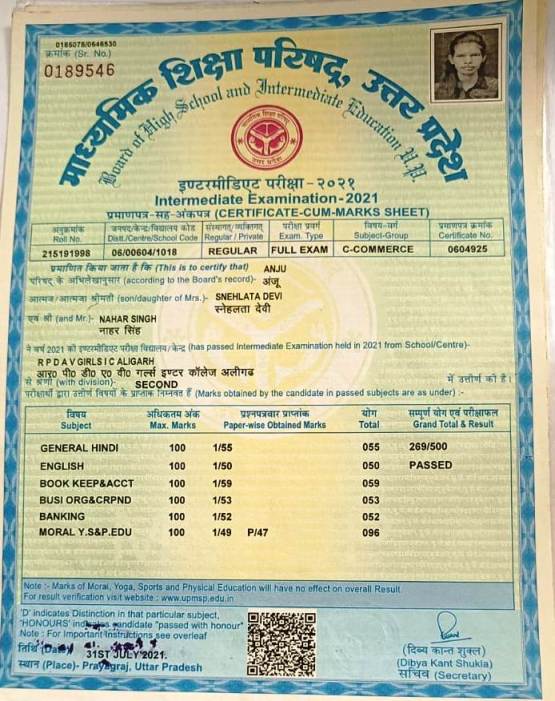 0185078/0646530
क्रमांक (Sr. No.)
0189546
माध्यमिक शिक्षा परिषद्, उत्तर प्रदेश
Board of High School and Intermediate Education U.P.
इण्टरमीडिएट परीक्षा - २०२१
Intermediate Examination - 2021
प्रमाणपत्र-सह-अंकपत्र (CERTIFICATE-CUM-MARKS SHEET)
अनुक्रमांक जनपद/केन्द्र/विद्यालय कोड संस्थागत/व्यक्तिगत परीक्षा प्रवर्ग विषय-वर्ग प्रमाणपत्र क्रमांक
Roll No. Distt./Centre/School Code Regular / Private Exam. Type Subject-Group Certificate No.
215191998 06/00604/1018 REGULAR FULL EXAM C-COMMERCE 0604925
प्रमाणित किया जाता है कि (This is to certify that) ANJU
परिषद् के अभिलेखानुसार (according to the Board's record)- अंजू
आत्मज/आत्मजा श्रीमती (son/daughter of Mrs.)- SNEHLATA DEVI
स्नेहलता देवी
एवं श्री (and Mr.)- NAHAR SINGH
नाहर सिंह
ने वर्ष 2021 की इण्टरमीडिएट परीक्षा विद्यालय/केन्द्र (has passed Intermediate Examination held in 2021 from School/Centre)-
R P D A V GIRLS I C ALIGARH
आर० पी० डी० ए० वी० गर्ल्स इण्टर कॉलेज अलीगढ
से श्रेणी (with division)- SECOND में उत्तीर्ण की है।
परीक्षार्थी द्वारा उत्तीर्ण विषयों के प्राप्तांक निम्नवत हैं (Marks obtained by the candidate in passed subjects are as under) :-
विषय अधिकतम अंक प्रश्नपत्रवार प्राप्तांक योग सम्पूर्ण योग एवं परीक्षाफल
Subject Max. Marks Paper-wise Obtained Marks Total Grand Total & Result
GENERAL HINDI 100 1/55 055 269/500
ENGLISH 100 1/50 050 PASSED
BOOK KEEP&ACCT 100 1/59 059
BUSI ORG&CRPND 100 1/53 053
BANKING 100 1/52 052
MORAL Y.S&P.EDU 100 1/49 P/47 096
Note :- Marks of Moral, Yoga, Sports and Physical Education will have no effect on overall Result.
For result verification visit website : www.upmsp.edu.in
'D' indicates Distinction in that particular subject,
'HONOURS' indicates candidate "passed with honour"
Note : For Important Instructions see overleaf
तिथि (Date) 31ST JULY 2021.
स्थान (Place)- Prayagraj, Uttar Pradesh
(दिव्य कान्त शुक्ल)
(Dibya Kant Shukla)
सचिव (Secretary)